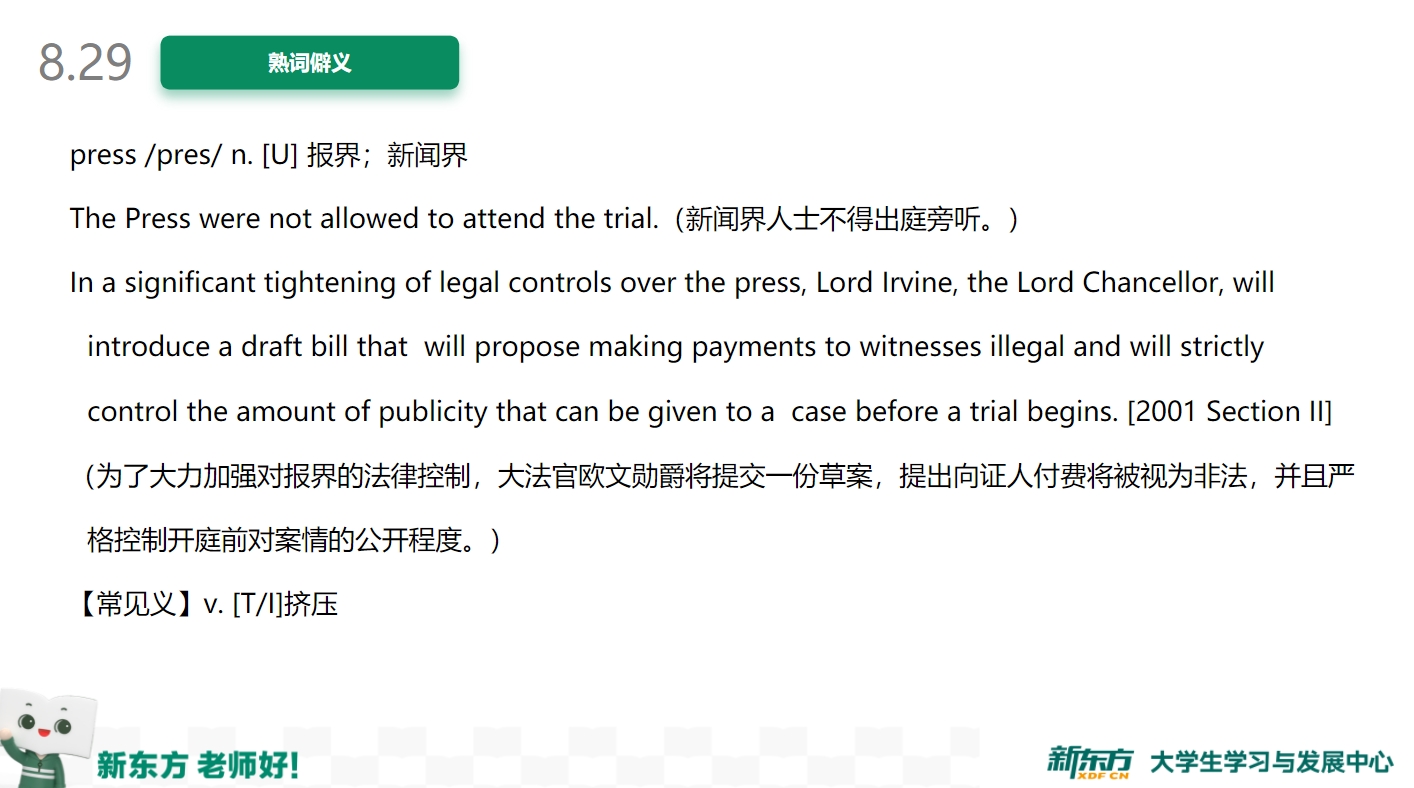 8.29
熟词僻义
press /pres/ n. [U] 报界；新闻界
The Press were not allowed to attend the trial.（新闻界人士不得出庭旁听。）
In a significant tightening of legal controls over the press, Lord Irvine, the Lord Chancellor, will
introduce a draft bill that  will propose making payments to witnesses illegal and will strictly
control the amount of publicity that can be given to a  case before a trial begins. [2001 Section II]
（为了大力加强对报界的法律控制，大法官欧文勋爵将提交一份草案，提出向证人付费将被视为非法，并且严
格控制开庭前对案情的公开程度。）
【常见义】v. [T/I]挤压
新东方 老师好!
新东方 XDF.CN 大学生学习与发展中心